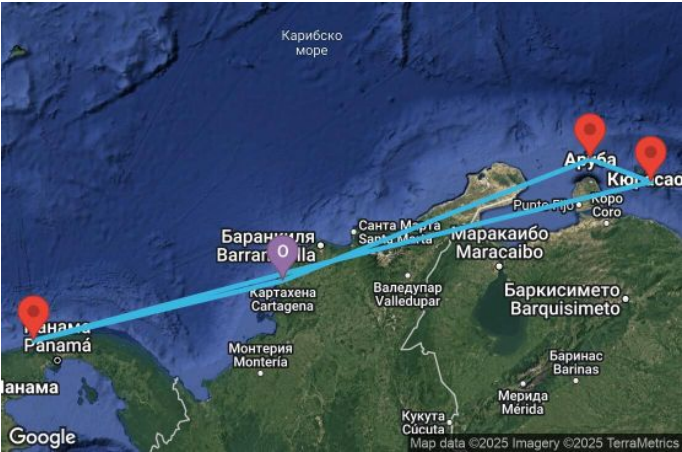 Карибско
море
Аруба
Кюрасао
Punto Fijo
Коро
Coro
Санта Марта
Santa Marta
Баранкиля
Barranquilla
Маракаибо
Maracaibo
O
Картахена
Cartagena
Валедупар
Valledupar
Баркисимето
Barquisimeto
Панама
Panamá
Монтерия
Montería
Баринас
Barinas
Панама
Мерида
Mérida
Кукута
Cúcuta
Google
Map data ©2025 Imagery ©2025 TerraMetrics